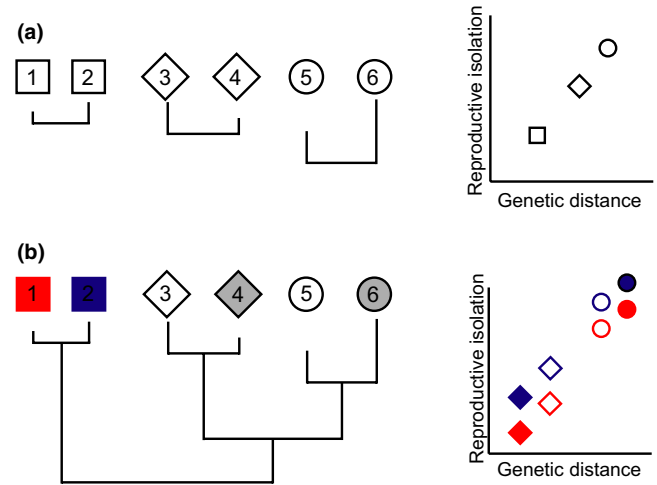 (a)
1 2 3 4 5 6
Reproductive isolation
Genetic distance
(b)
1 2 3 4 5 6
Reproductive isolation
Genetic distance